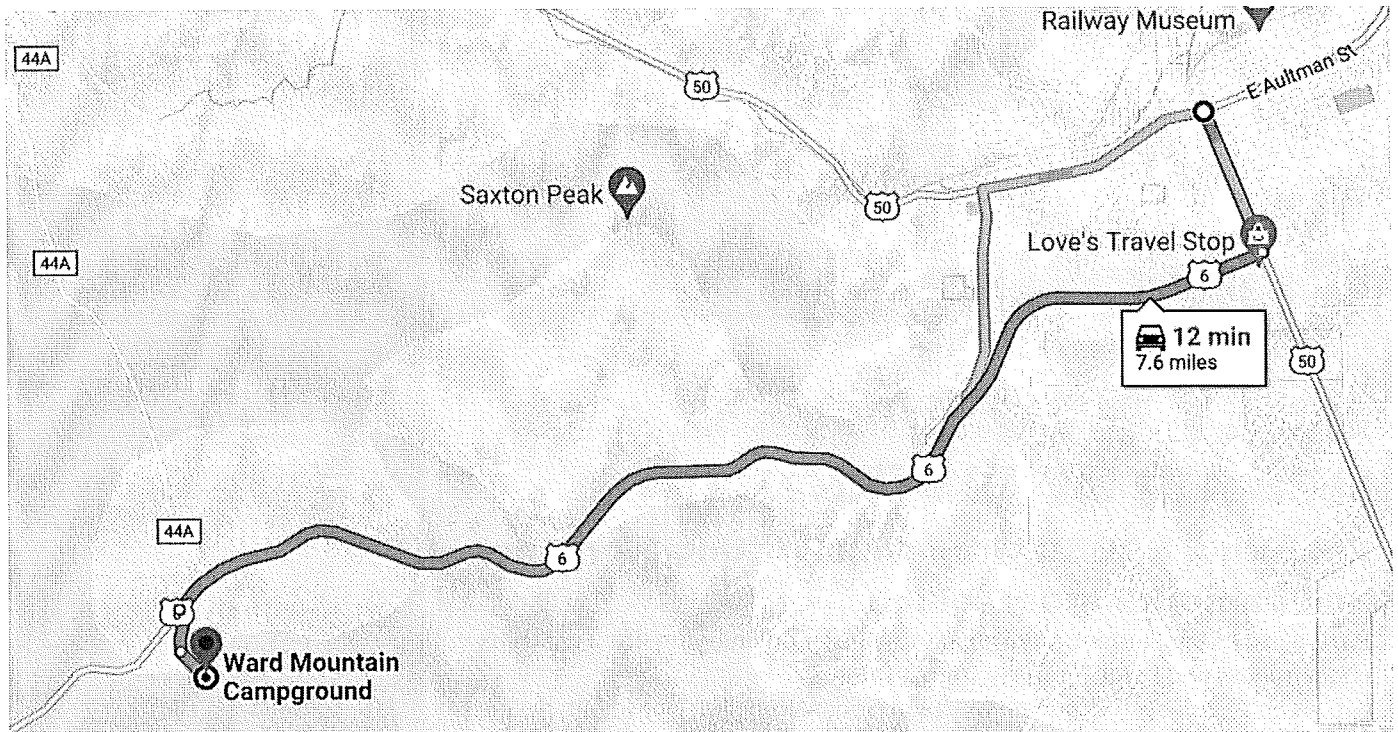 Railway Museum
44A
50
E Aultman St
Saxton Peak
50
Love's Travel Stop
44A
6
12 min
7.6 miles
50
6
44A
6
Ward Mountain
Campground